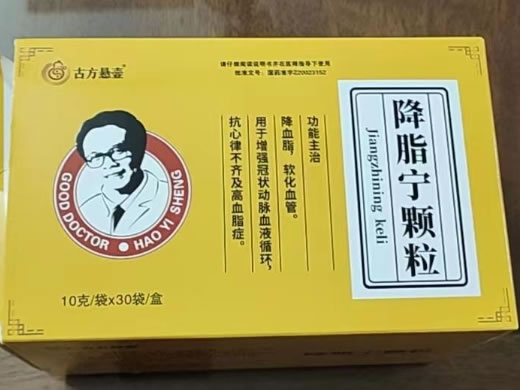 古方悬壶
请仔细阅读说明书并在医师指导下使用
批准文号：国药准字Z20023152
GOOD DOCTOR • HAO YI SHENG
功能主治
降血脂，软化血管。
用于增强冠状动脉血液循环，
抗心律不齐及高血脂症。
降脂宁颗粒
Jiangzhining keli
10克/袋x30袋/盒